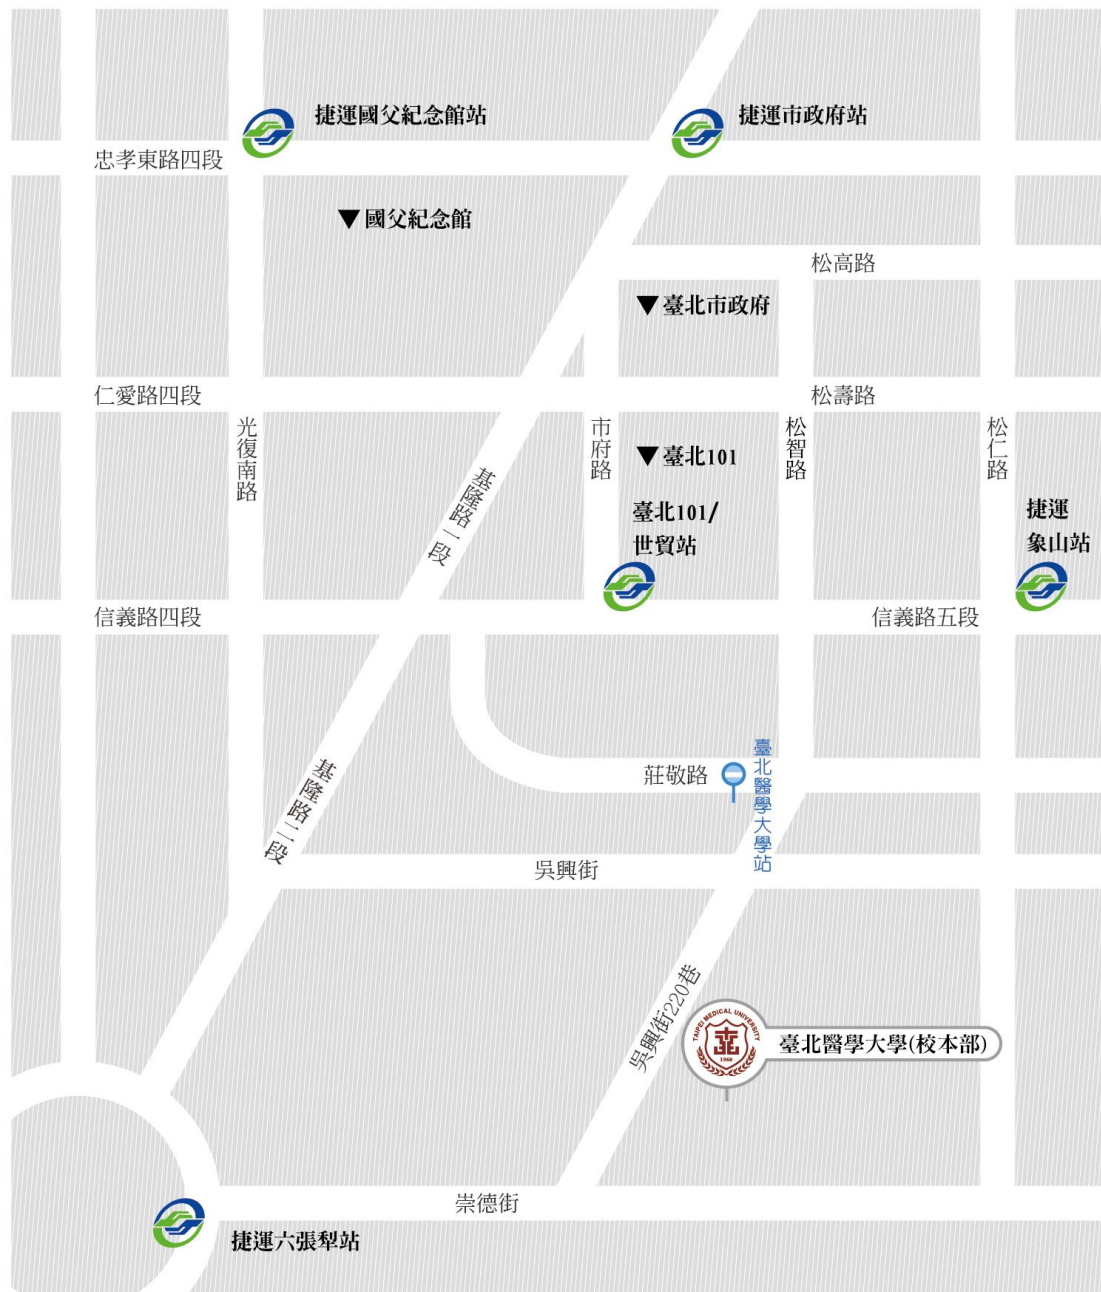 捷運國父紀念館站
捷運市政府站
忠孝東路四段
▼國父紀念館
松高路
▼臺北市政府
仁愛路四段
松壽路
光復南路
市府路
松智路
松仁路
▼臺北101
基隆路一段
臺北101/
世貿站
捷運
象山站
信義路四段
信義路五段
臺北醫學大學站
莊敬路
基隆路二段
吳興街
吳興街220巷
TAIPEI MEDICAL UNIVERSITY
1960
臺北醫學大學(校本部)
崇德街
捷運六張犁站